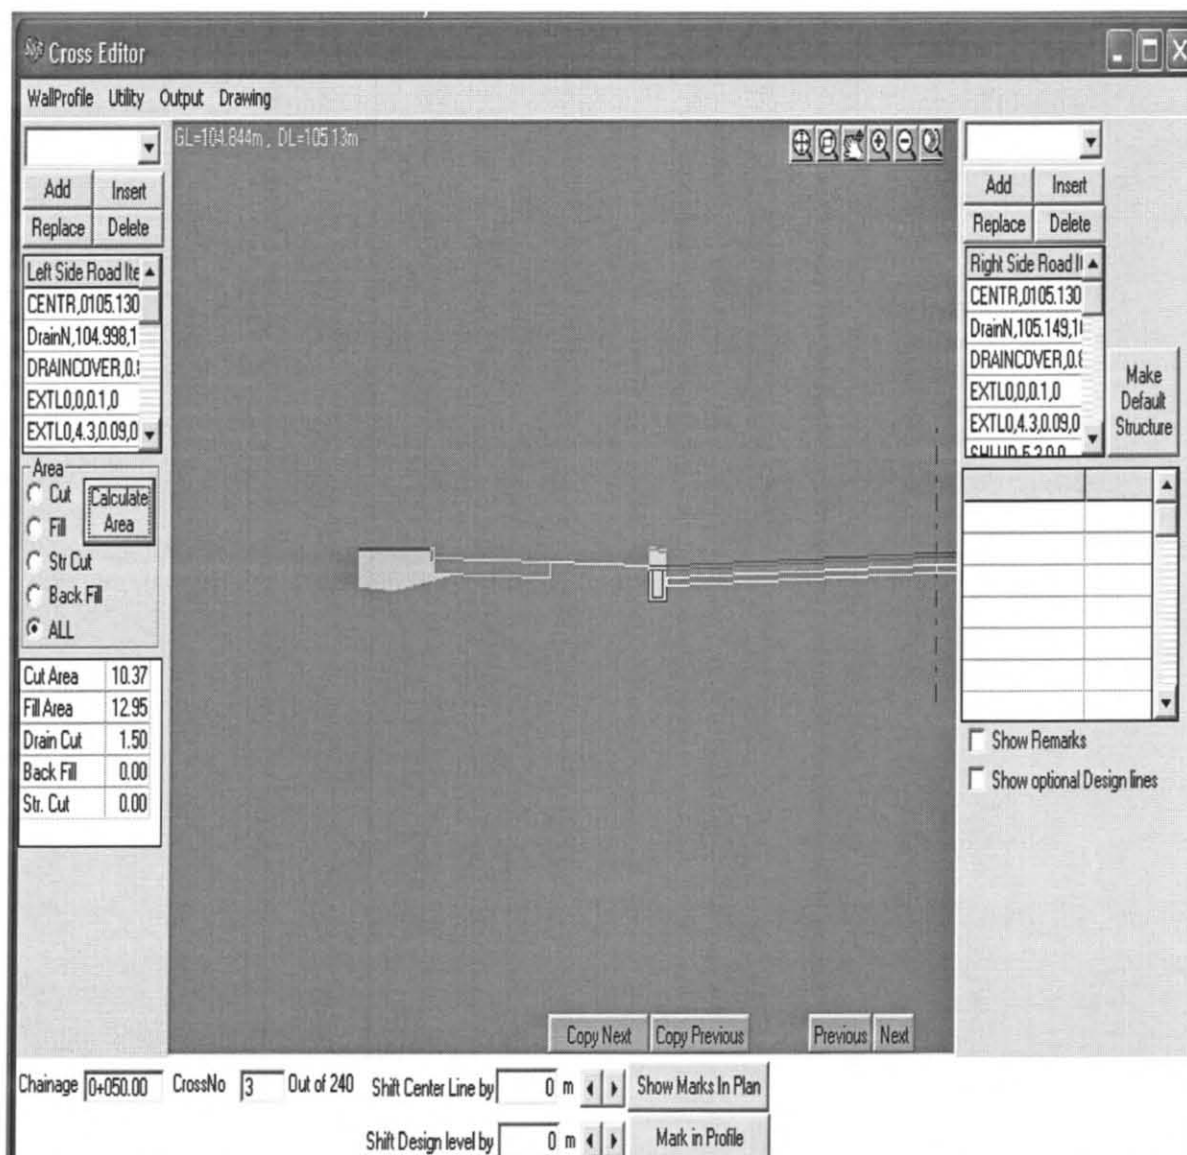 Cross Editor
WallProfile Utility Output Drawing
GL=104.844m , DL=105.13m
Add Insert
Replace Delete
Left Side Road Ite
CENTR,0105.130
DrainN,104.998,1
DRAINCOVER,0.8
EXTL0,0,0.1,0
EXTL0,4.3,0.09,0
Area
Cut
Fill
Str Cut
Back Fill
ALL
Calculate
Area
Cut Area 10.37
Fill Area 12.95
Drain Cut 1.50
Back Fill 0.00
Str. Cut 0.00
Add Insert
Replace Delete
Right Side Road It
CENTR,0105.130
DrainN,105.149,1
DRAINCOVER,0.8
EXTL0,0,0.1,0
EXTL0,4.3,0.09,0
Make
Default
Structure
Show Remarks
Show optional Design lines
Copy Next Copy Previous Previous Next
Chainage 0+050.00 CrossNo 3 Out of 240 Shift Center Line by 0 m Show Marks In Plan
Shift Design level by 0 m Mark in Profile